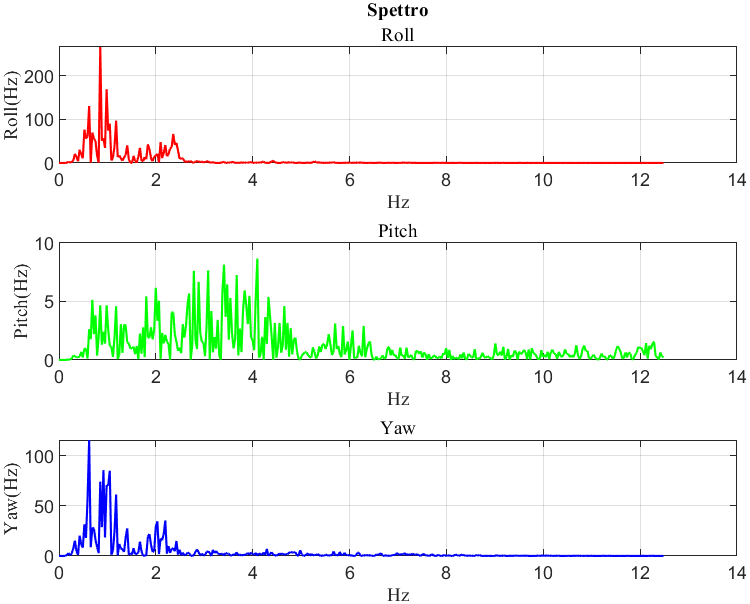 Spettro
Roll
Roll(Hz)
200
100
0
0 2 4 6 8 10 12 14
Hz
Pitch
Pitch(Hz)
10
5
0
0 2 4 6 8 10 12 14
Hz
Yaw
Yaw(Hz)
100
50
0
0 2 4 6 8 10 12 14
Hz